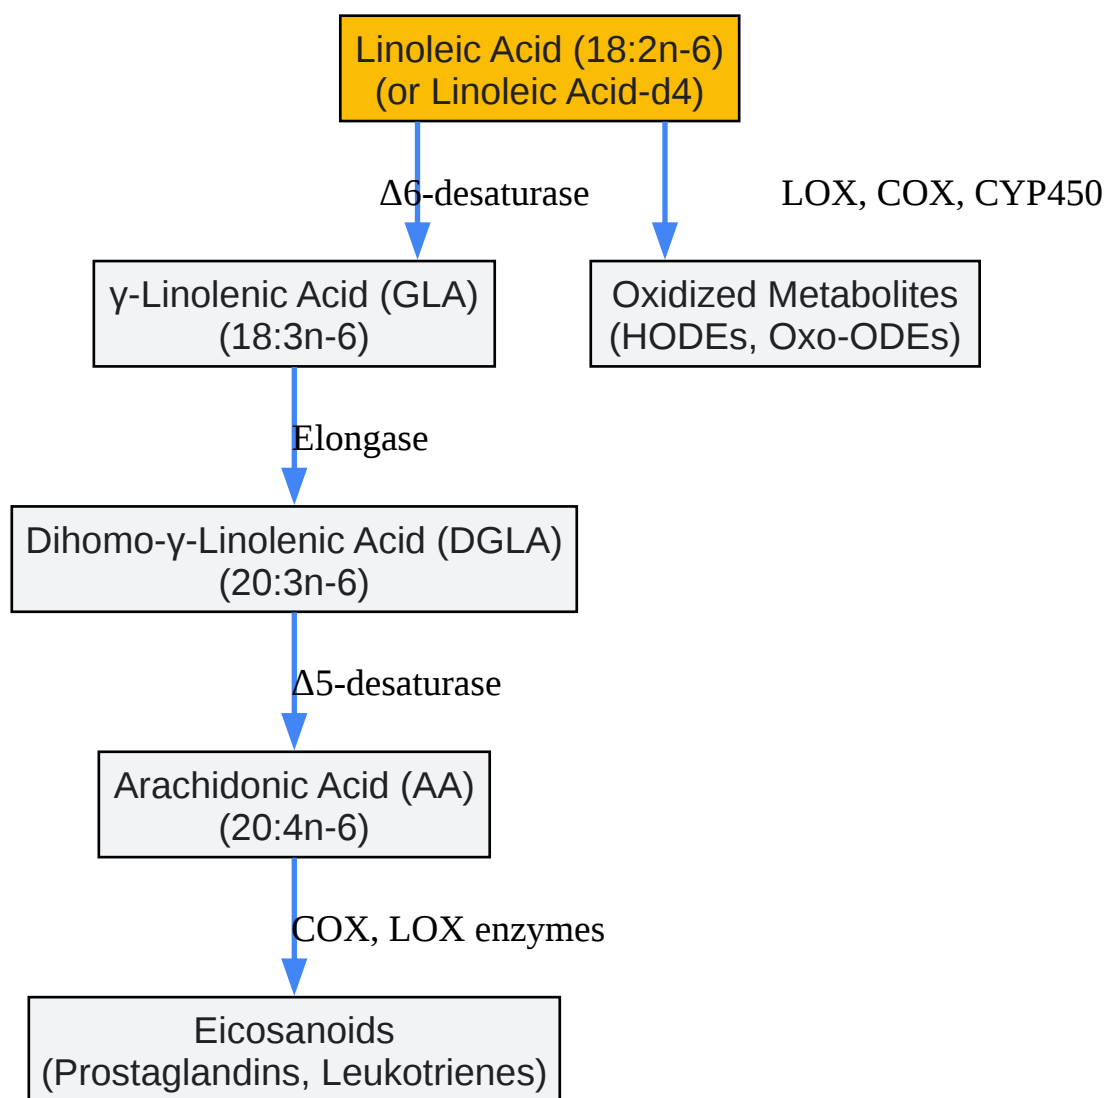 Linoleic Acid (18:2n-6)
(or Linoleic Acid-d4)
Δ6-desaturase
LOX, COX, CYP450
γ-Linolenic Acid (GLA)
(18:3n-6)
Oxidized Metabolites
(HODEs, Oxo-ODEs)
Elongase
Dihomo-γ-Linolenic Acid (DGLA)
(20:3n-6)
Δ5-desaturase
Arachidonic Acid (AA)
(20:4n-6)
COX, LOX enzymes
Eicosanoids
(Prostaglandins, Leukotrienes)